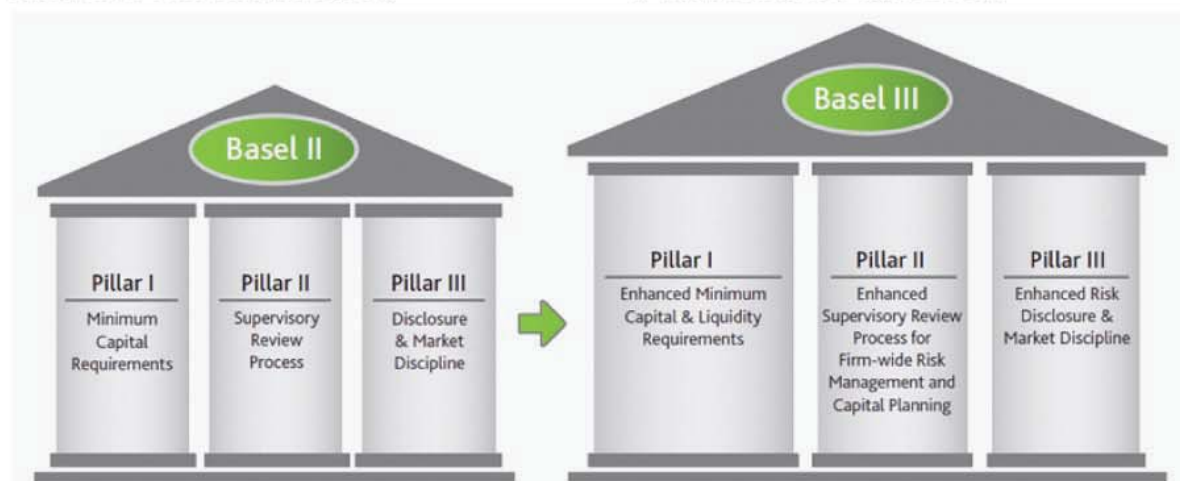 Basel II
Pillar I
Minimum
Capital
Requirements
Pillar II
Supervisory
Review
Process
Pillar III
Disclosure
& Market
Discipline
Basel III
Pillar I
Enhanced Minimum
Capital & Liquidity
Requirements
Pillar II
Enhanced
Supervisory Review
Process for
Firm-wide Risk
Management and
Capital Planning
Pillar III
Enhanced Risk
Disclosure &
Market Discipline